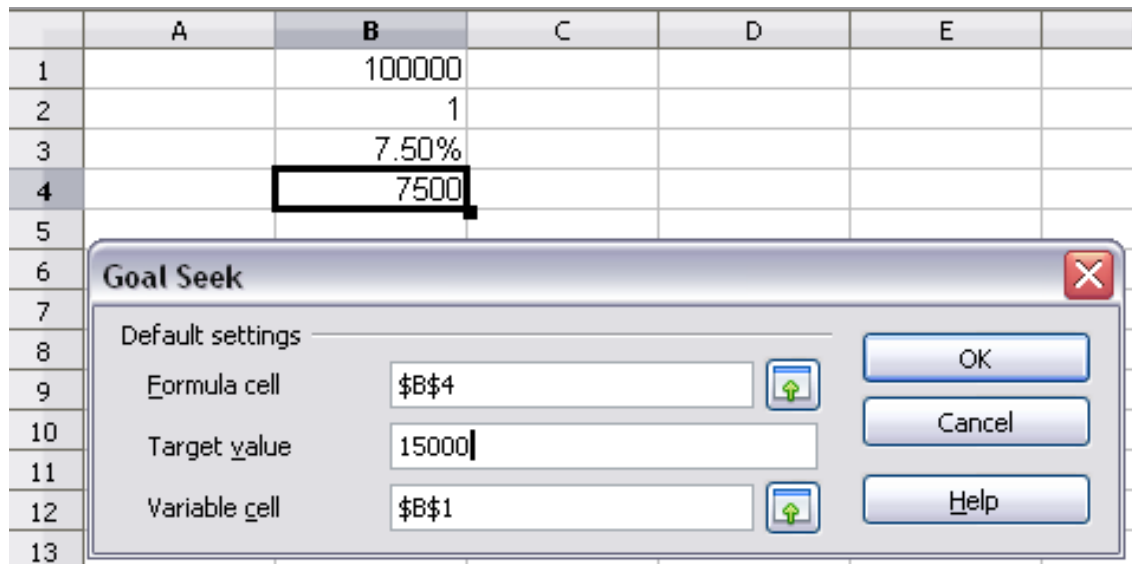 A B C D E
1 100000
2 1
3 7.50%
4 7500
5
6 Goal Seek
7
Default settings
8 OK
9 Formula cell $B$4
10 Cancel
Target value 15000
11
12 Variable cell $B$1 Help
13